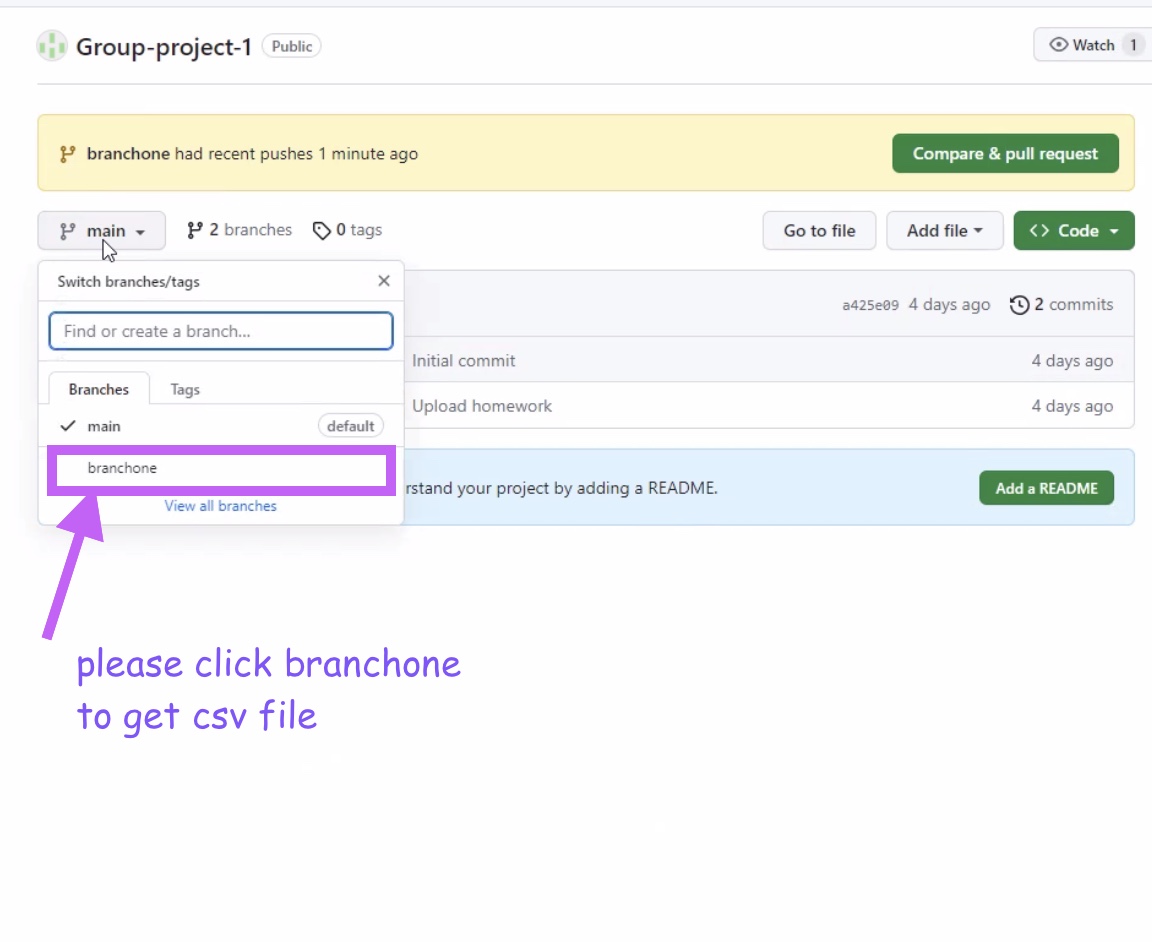 Group-project-1 Public Watch 1
branchone had recent pushes 1 minute ago Compare & pull request
main 2 branches 0 tags Go to file Add file Code
Switch branches/tags
Find or create a branch...
a425e09 4 days ago 2 commits
Initial commit 4 days ago
Branches Tags
Upload homework 4 days ago
main default
branchone
rstand your project by adding a README. Add a README
View all branches
please click branchone
to get csv file